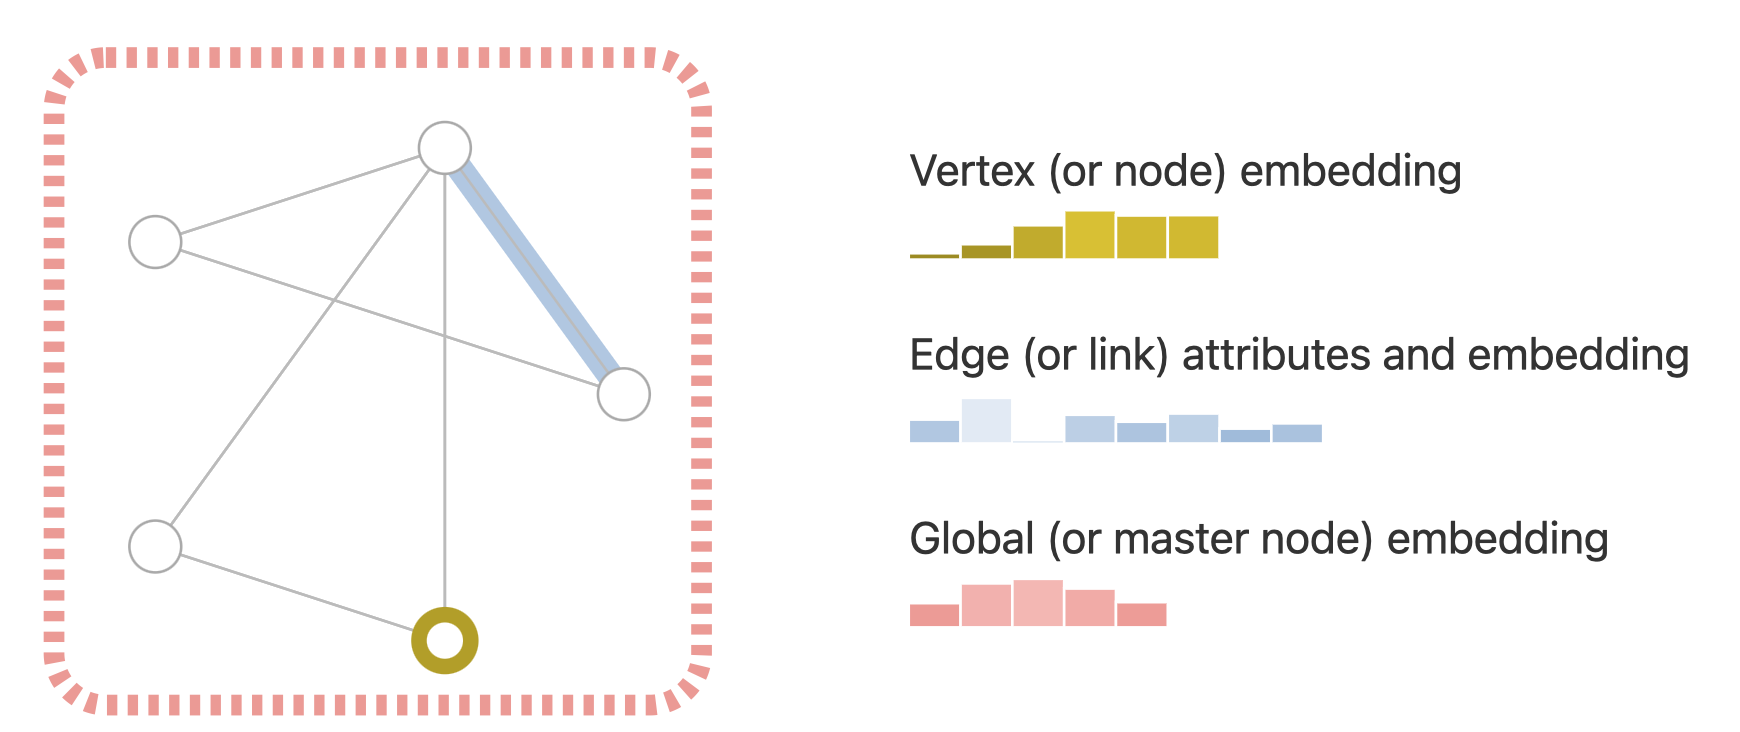 Vertex (or node) embedding
Edge (or link) attributes and embedding
Global (or master node) embedding